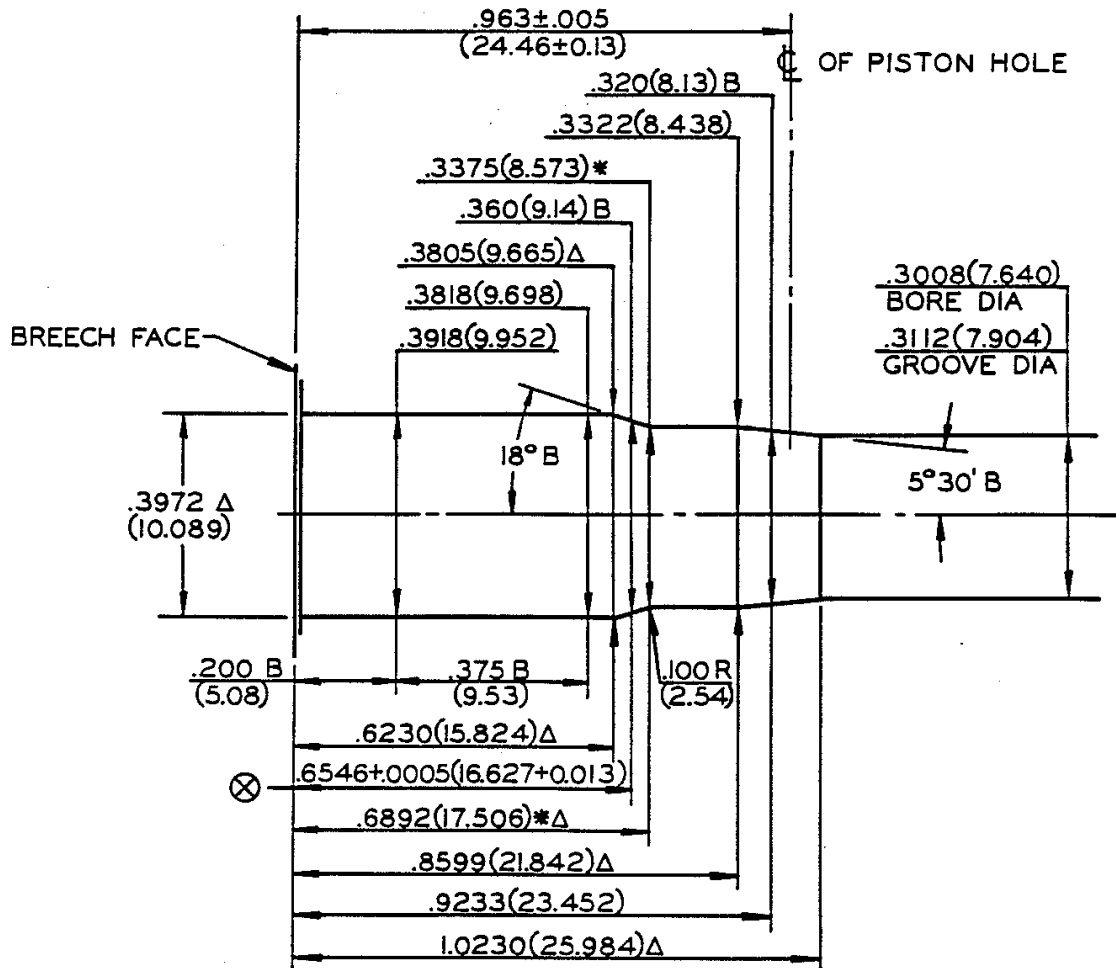 .963±.005
(24.46±0.13)
℄ OF PISTON HOLE
.320(8.13) B
.3322(8.438)
.3375(8.573)*
.360(9.14) B
.3805(9.665)Δ
.3818(9.698)
.3918(9.952)
.3008(7.640)
BORE DIA
.3112(7.904)
GROOVE DIA
BREECH FACE
18° B
5°30' B
.3972 Δ
(10.089)
.200 B
(5.08)
.375 B
(9.53)
.100 R
(2.54)
.6230(15.824)Δ
⊗ .6546+.0005(16.627+0.013)
.6892(17.506)*Δ
.8599(21.842)Δ
.9233(23.452)
1.0230(25.984)Δ